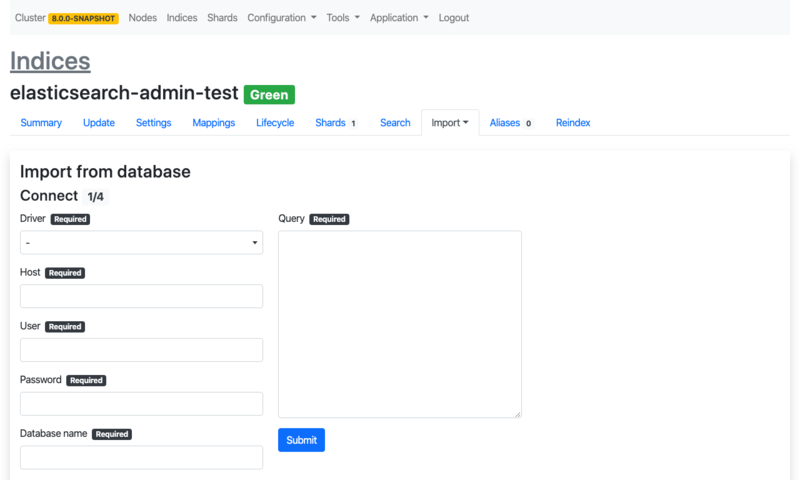 Cluster 8.0.0-SNAPSHOT Nodes Indices Shards Configuration Tools Application Logout
Indices
elasticsearch-admin-test Green
Summary Update Settings Mappings Lifecycle Shards 1 Search Import Aliases 0 Reindex
Import from database
Connect 1/4
Driver Required
-
Host Required
User Required
Password Required
Database name Required
Query Required
Submit